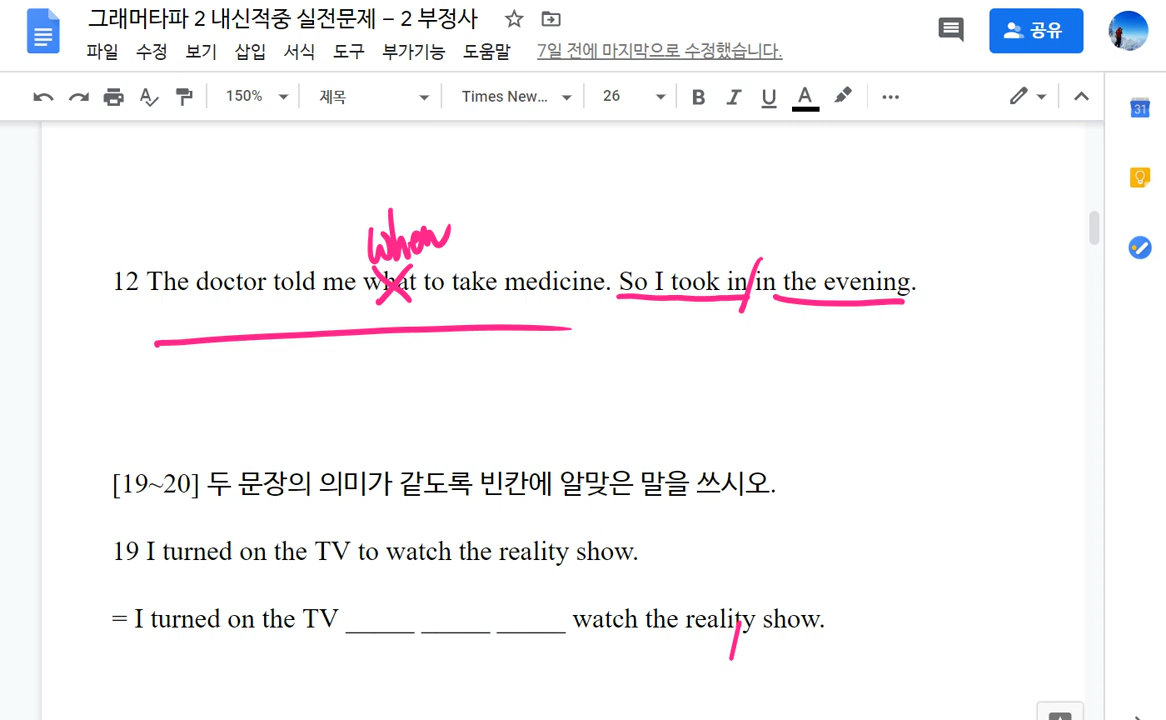 그래머타파 2 내신적중 실전문제 – 2 부정사
파일 수정 보기 삽입 서식 도구 부가기능 도움말 7일 전에 마지막으로 수정했습니다.
공유
150% 제목 Times New... 26 B I U A ...
31
when
12 The doctor told me what to take medicine. So I took in in the evening.
[19~20] 두 문장의 의미가 같도록 빈칸에 알맞은 말을 쓰시오.
19 I turned on the TV to watch the reality show.
= I turned on the TV _____ _____ _____ watch the reality show.